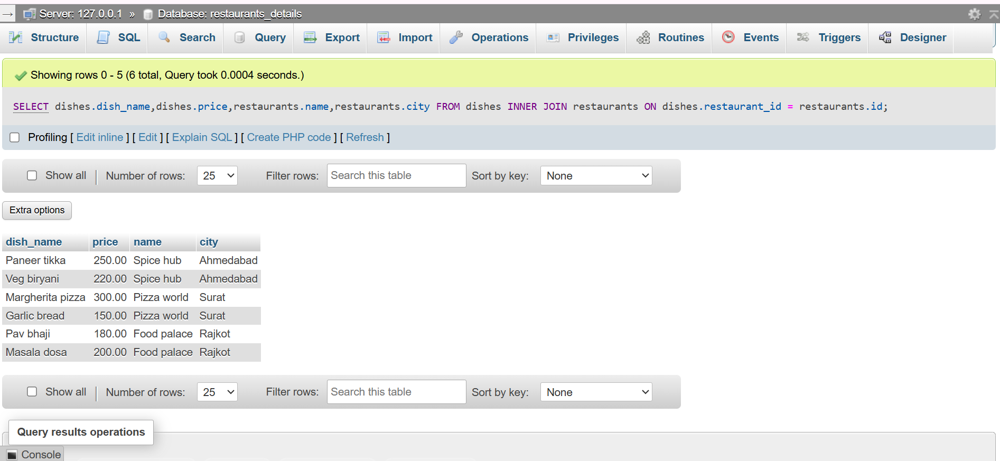 Server: 127.0.0.1 » Database: restaurants_details
Structure SQL Search Query Export Import Operations Privileges Routines Events Triggers Designer
Showing rows 0 - 5 (6 total, Query took 0.0004 seconds.)
SELECT dishes.dish_name,dishes.price,restaurants.name,restaurants.city FROM dishes INNER JOIN restaurants ON dishes.restaurant_id = restaurants.id;
Profiling [ Edit inline ] [ Edit ] [ Explain SQL ] [ Create PHP code ] [ Refresh ]
Show all Number of rows: 25 Filter rows: Search this table Sort by key: None
Extra options
dish_name price name city
Paneer tikka 250.00 Spice hub Ahmedabad
Veg biryani 220.00 Spice hub Ahmedabad
Margherita pizza 300.00 Pizza world Surat
Garlic bread 150.00 Pizza world Surat
Pav bhaji 180.00 Food palace Rajkot
Masala dosa 200.00 Food palace Rajkot
Show all Number of rows: 25 Filter rows: Search this table Sort by key: None
Query results operations
Console